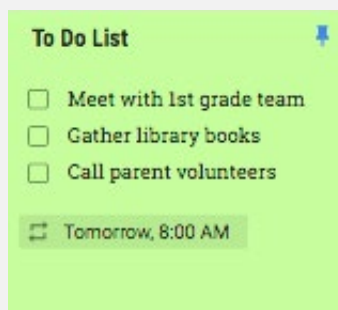 To Do List
Meet with 1st grade team
Gather library books
Call parent volunteers
Tomorrow, 8:00 AM